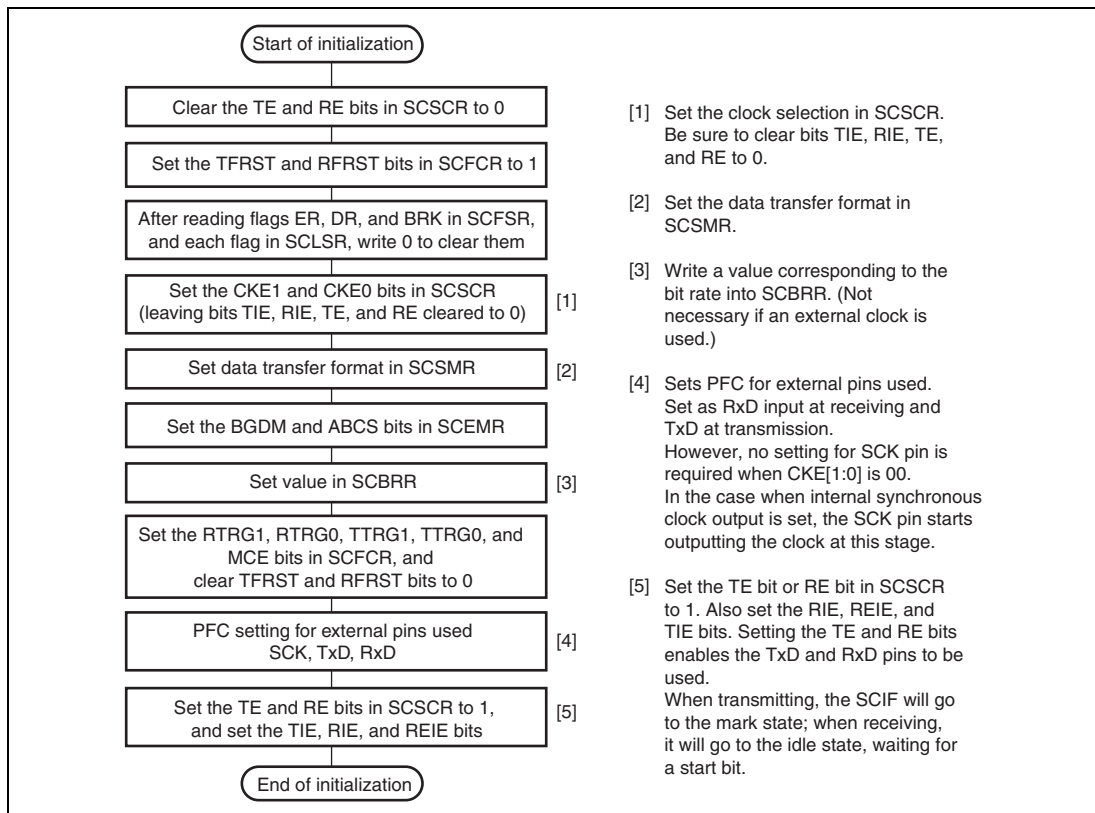 Start of initialization
Clear the TE and RE bits in SCSCR to 0
Set the TFRST and RFRST bits in SCFCR to 1
After reading flags ER, DR, and BRK in SCFSR,
and each flag in SCLSR, write 0 to clear them
Set the CKE1 and CKE0 bits in SCSCR
(leaving bits TIE, RIE, TE, and RE cleared to 0)
[1]
Set data transfer format in SCSMR
[2]
Set the BGDM and ABCS bits in SCEMR
Set value in SCBRR
[3]
Set the RTRG1, RTRG0, TTRG1, TTRG0, and
MCE bits in SCFCR, and
clear TFRST and RFRST bits to 0
PFC setting for external pins used
SCK, TxD, RxD
[4]
Set the TE and RE bits in SCSCR to 1,
and set the TIE, RIE, and REIE bits
[5]
End of initialization
[1] Set the clock selection in SCSCR.
Be sure to clear bits TIE, RIE, TE,
and RE to 0.
[2] Set the data transfer format in
SCSMR.
[3] Write a value corresponding to the
bit rate into SCBRR. (Not
necessary if an external clock is
used.)
[4] Sets PFC for external pins used.
Set as RxD input at receiving and
TxD at transmission.
However, no setting for SCK pin is
required when CKE[1:0] is 00.
In the case when internal synchronous
clock output is set, the SCK pin starts
outputting the clock at this stage.
[5] Set the TE bit or RE bit in SCSCR
to 1. Also set the RIE, REIE, and
TIE bits. Setting the TE and RE bits
enables the TxD and RxD pins to be
used.
When transmitting, the SCIF will go
to the mark state; when receiving,
it will go to the idle state, waiting for
a start bit.